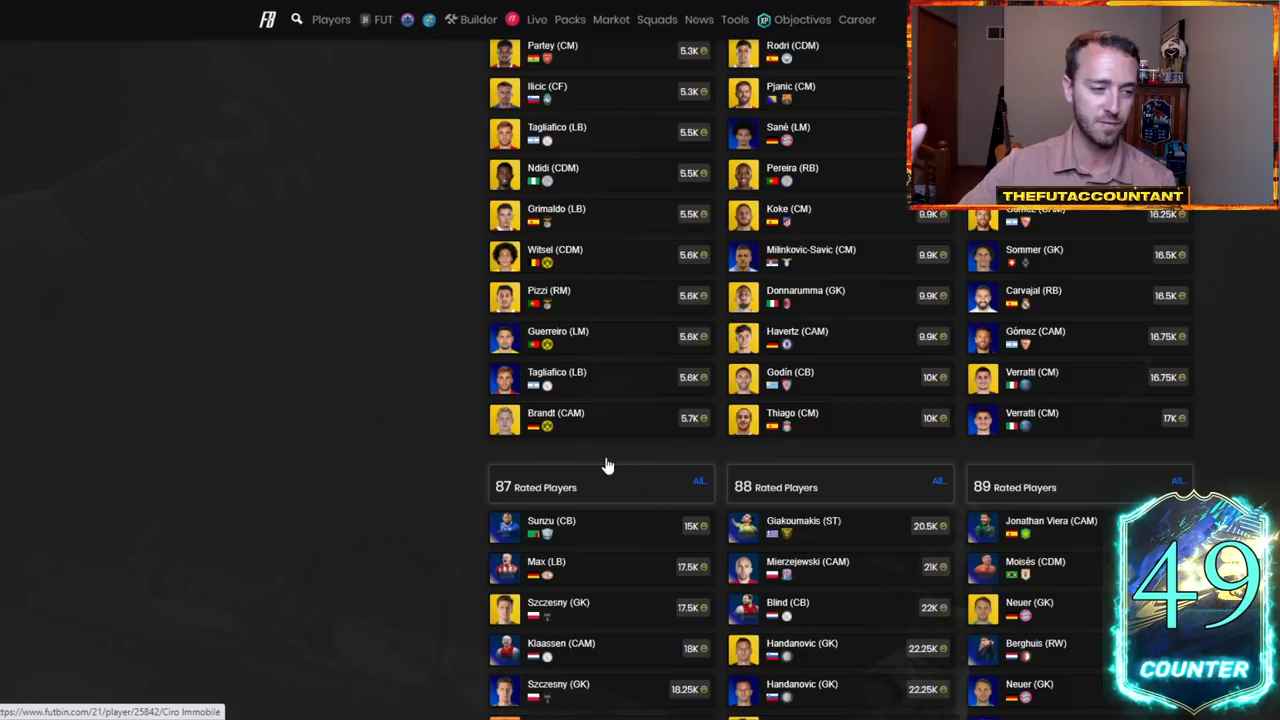 Players FUT Builder Live Packs Market Squads News Tools XP Objectives Career
Partey (CM)
5.3K
Ilicic (CF)
5.3K
Tagliafico (LB)
5.5K
Ndidi (CDM)
5.5K
Grimaldo (LB)
5.5K
Witsel (CDM)
5.6K
Pizzi (RM)
5.6K
Guerreiro (LM)
5.6K
Tagliafico (LB)
5.6K
Brandt (CAM)
5.7K
Rodri (CDM)
Pjanic (CM)
Sané (LM)
Pereira (RB)
Koke (CM)
9.9K
Milinkovic-Savic (CM)
9.9K
Donnarumma (GK)
9.9K
Havertz (CAM)
9.9K
Godín (CB)
10K
Thiago (CM)
10K
THEFUTACCOUNTANT
16.25K
Sommer (GK)
16.5K
Carvajal (RB)
16.5K
Gómez (CAM)
16.75K
Verratti (CM)
16.75K
Verratti (CM)
17K
87 Rated Players
All..
Sunzu (CB)
15K
Max (LB)
17.5K
Szczesny (GK)
17.5K
Klaassen (CAM)
18K
Szczesny (GK)
18.25K
88 Rated Players
All..
Giakoumakis (ST)
20.5K
Mierzejewski (CAM)
21K
Blind (CB)
22K
Handanovic (GK)
22.25K
Handanovic (GK)
22.25K
89 Rated Players
All..
Jonathan Viera (CAM)
Moisés (CDM)
Neuer (GK)
Berghuis (RW)
Neuer (GK)
49
COUNTER
ttps://www.futbin.com/21/player/25842/Ciro Immobile